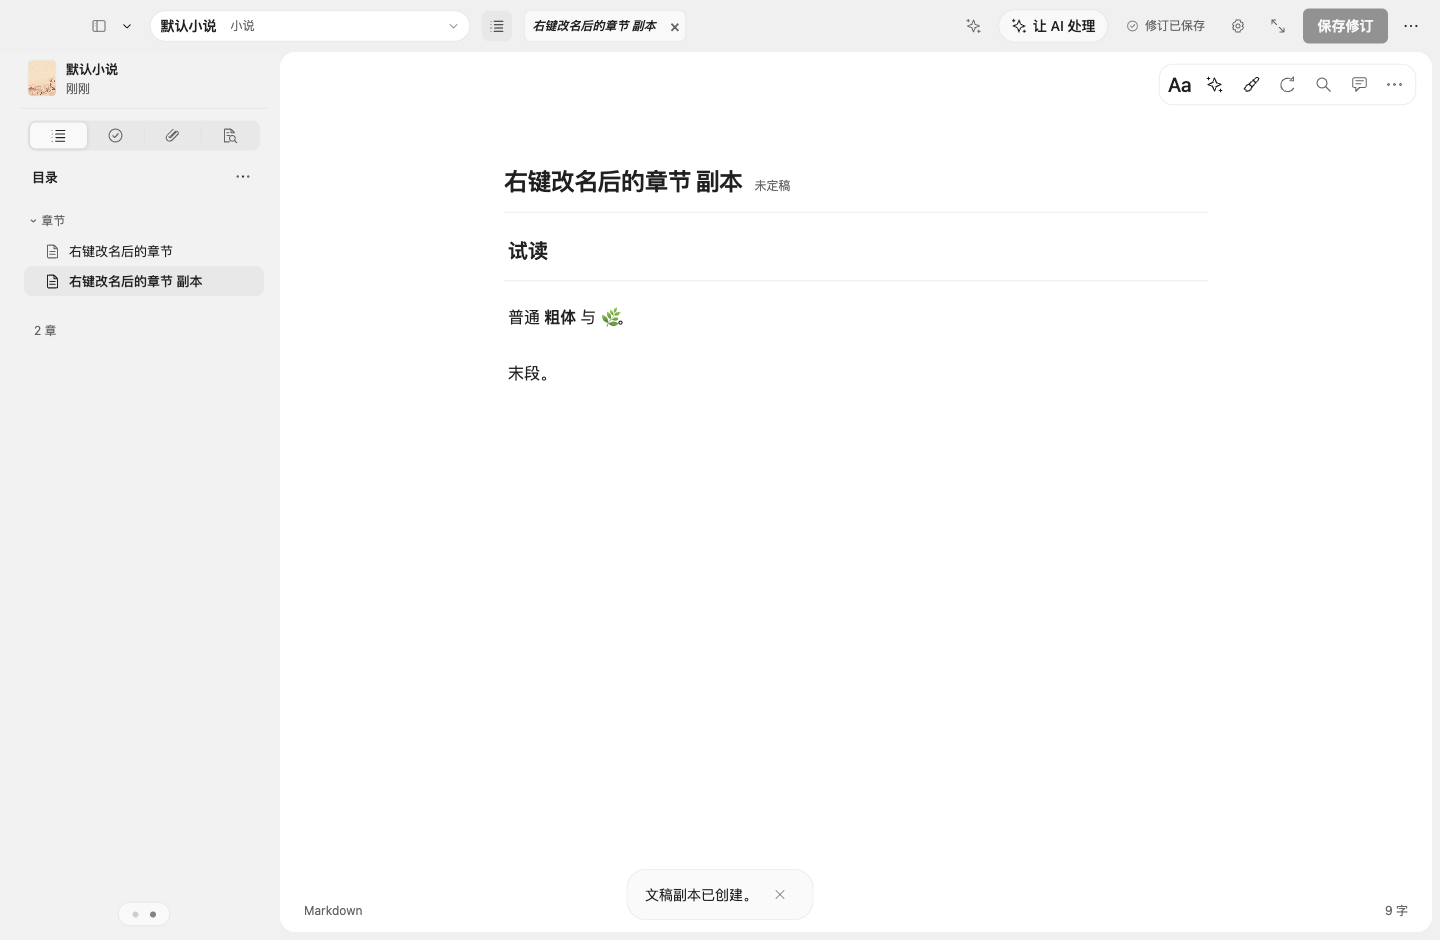 默认小说 小说
右键改名后的章节 副本
让 AI 处理
修订已保存
保存修订
默认小说
刚刚
目录
章节
右键改名后的章节
右键改名后的章节 副本
2 章
Aa
右键改名后的章节 副本 未定稿
试读
普通 粗体 与 🌿。
末段。
文稿副本已创建。
Markdown
9 字